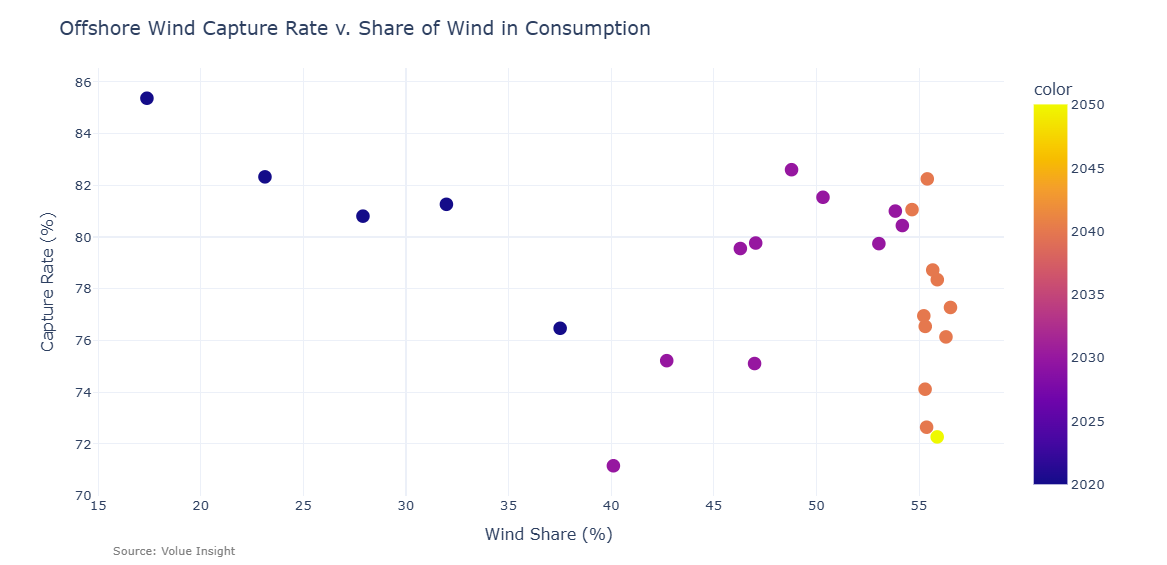 Offshore Wind Capture Rate v. Share of Wind in Consumption
color
86
84
82
80
78
76
74
72
70
Capture Rate (%)
15 20 25 30 35 40 45 50 55
Wind Share (%)
2050
2045
2040
2035
2030
2025
2020
Source: Volue Insight